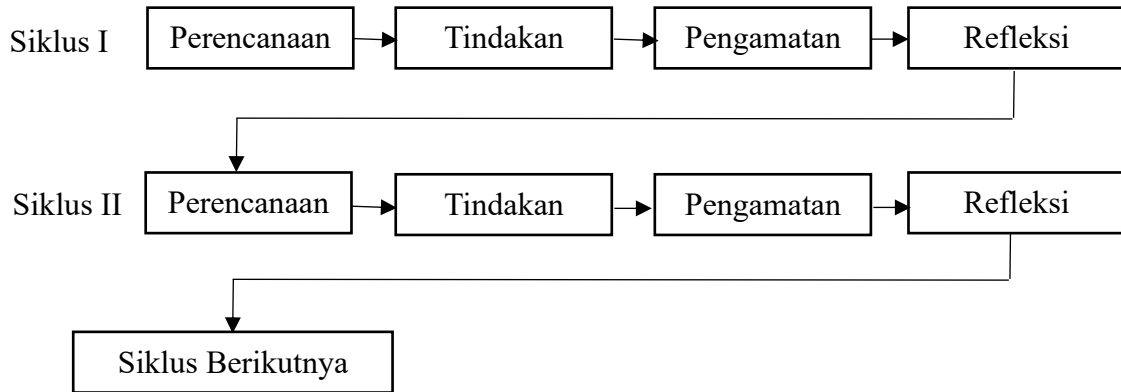 Siklus I
Perencanaan
Tindakan
Pengamatan
Refleksi
Siklus II
Perencanaan
Tindakan
Pengamatan
Refleksi
Siklus Berikutnya